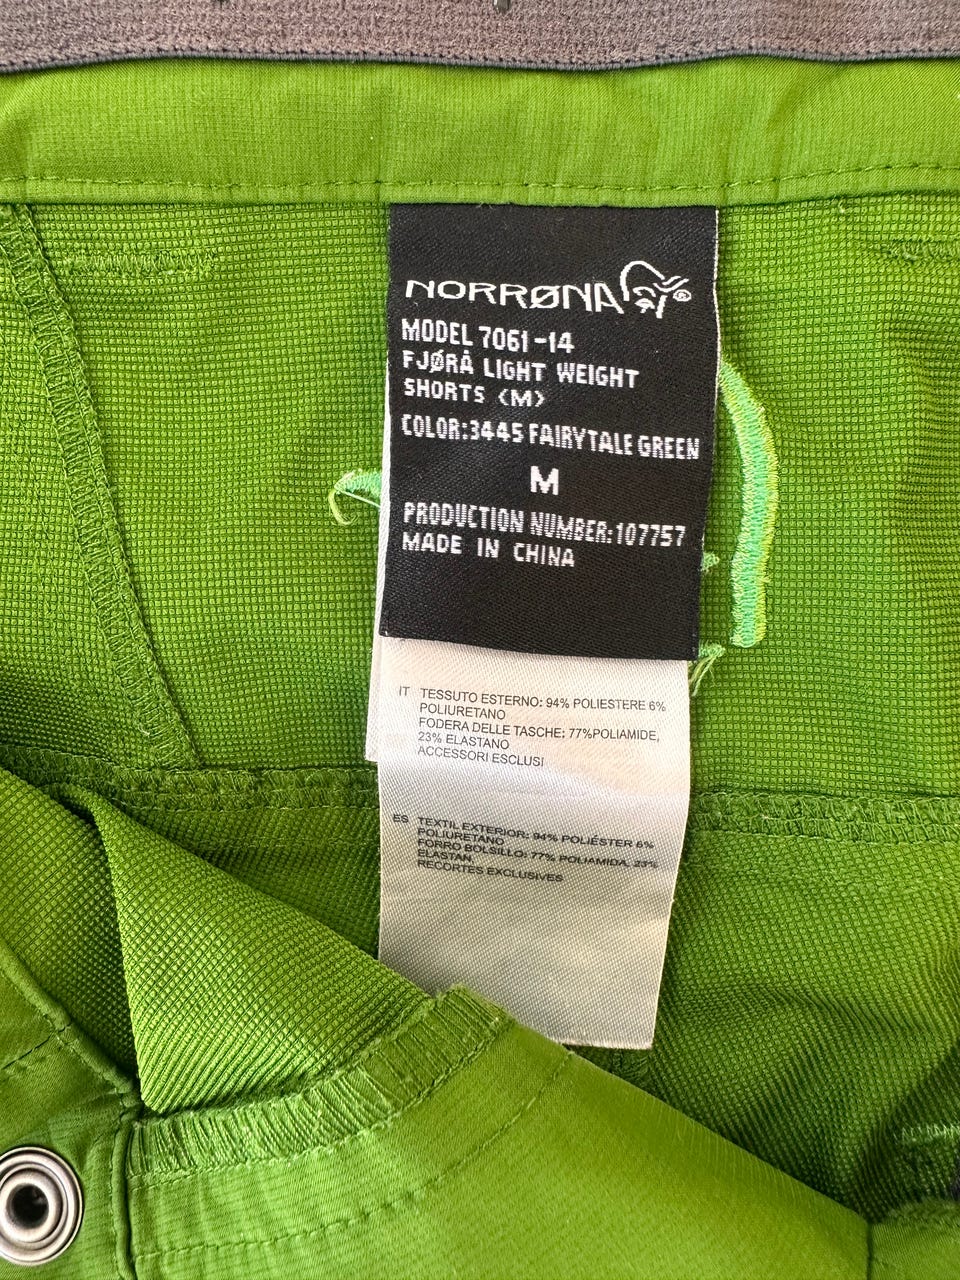 NORRØNA®
MODEL 7061-14
FJØRÅ LIGHT WEIGHT
SHORTS <M>
COLOR:3445 FAIRYTALE GREEN
M
PRODUCTION NUMBER:107757
MADE IN CHINA
IT TESSUTO ESTERNO: 94% POLIESTERE 6%
POLIURETANO
FODERA DELLE TASCHE; 77%POLIAMIDE,
23% ELASTANO
ACCESSORI ESCLUSI
ES TEXTIL EXTERIOR: 94% POLIÉSTER 6%
POLIURETANO
FORRO BOLSILLO: 77% POLIAMIDA, 23%
ELASTAN,
RECORTES EXCLUSIVES